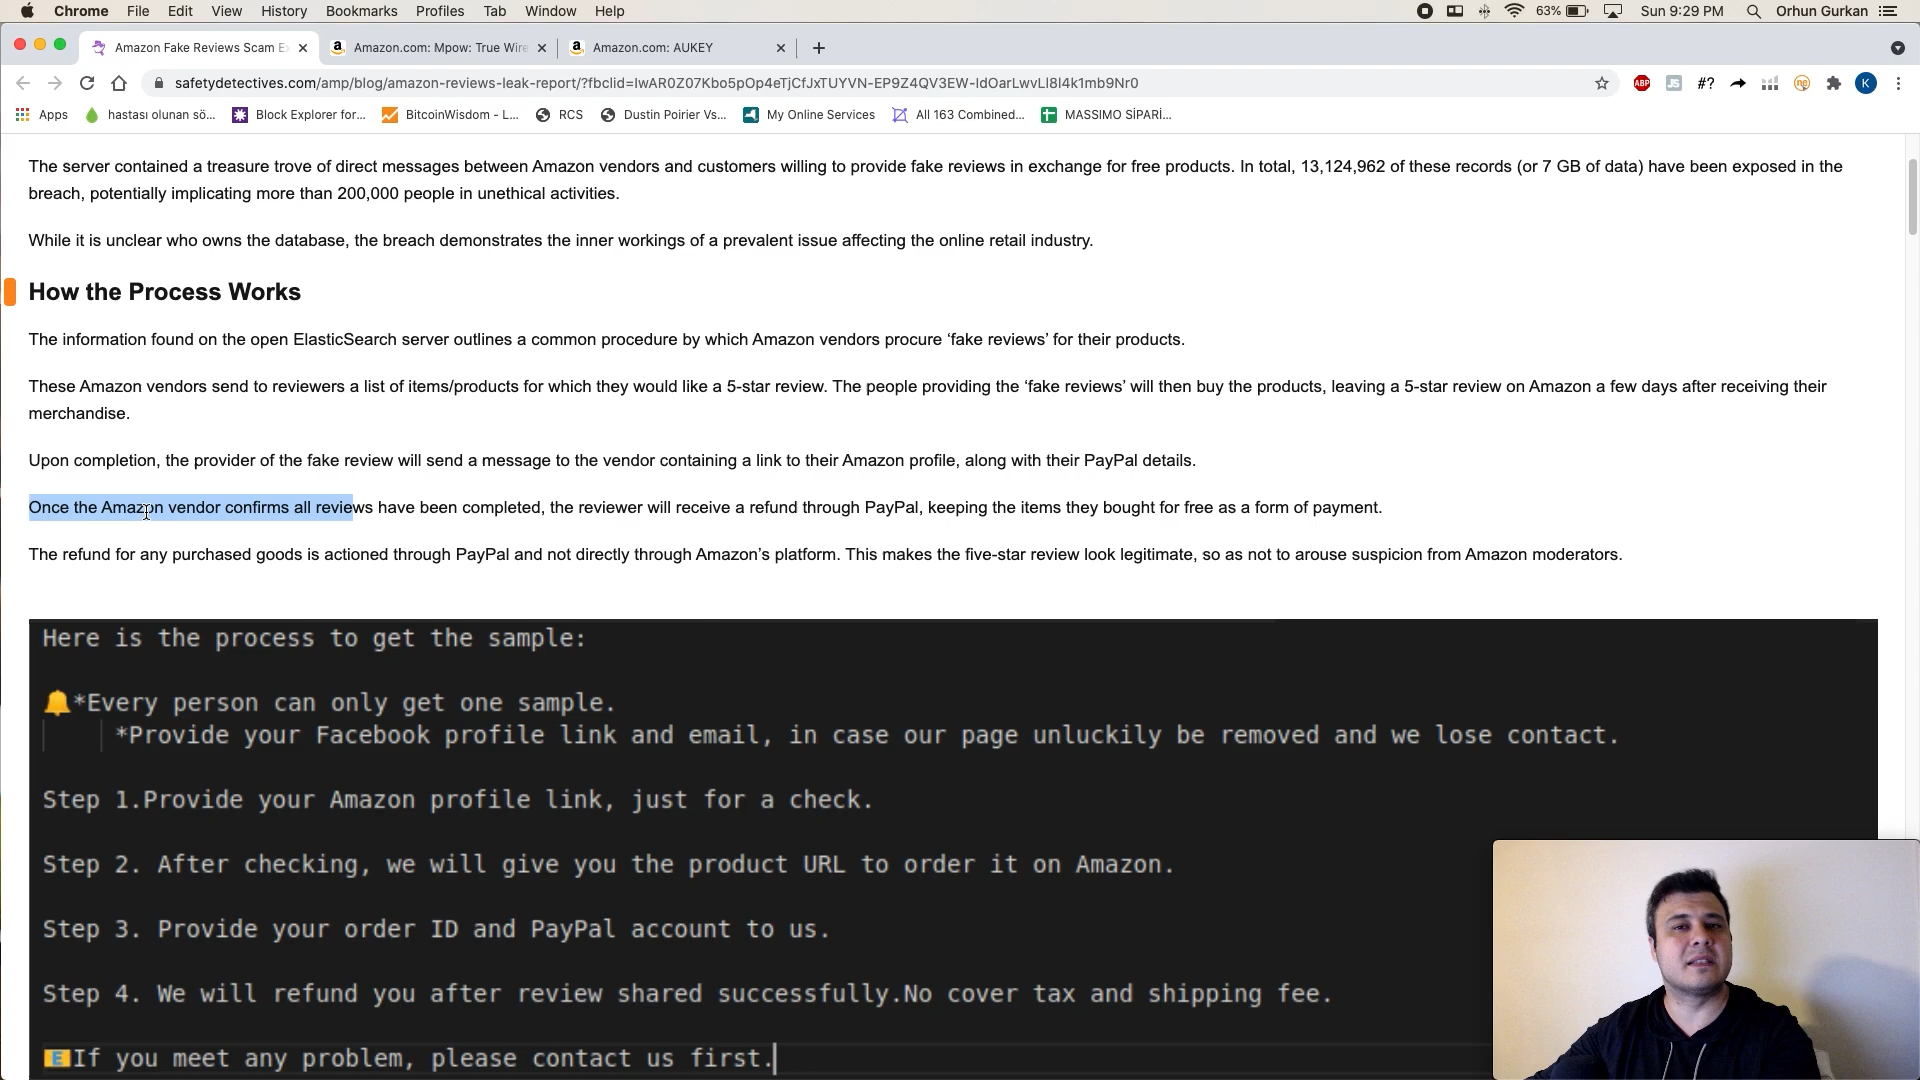 Chrome File Edit View History Bookmarks Profiles Tab Window Help 63% Sun 9:29 PM Orhun Gurkan
Amazon Fake Reviews Scam Ex Amazon.com: Mpow: True Wire Amazon.com: AUKEY
safetydetectives.com/amp/blog/amazon-reviews-leak-report/?fbclid=IwAR0Z07Kbo5pOp4eTjCfJxTUYVN-EP9Z4QV3EW-IdOarLwvLl8I4k1mb9Nr0 ABP JS #? K
Apps hastası olunan sö... Block Explorer for... BitcoinWisdom - L... RCS Dustin Poirier Vs... My Online Services All 163 Combined... MASSIMO SİPARİ...
The server contained a treasure trove of direct messages between Amazon vendors and customers willing to provide fake reviews in exchange for free products. In total, 13,124,962 of these records (or 7 GB of data) have been exposed in the
breach, potentially implicating more than 200,000 people in unethical activities.
While it is unclear who owns the database, the breach demonstrates the inner workings of a prevalent issue affecting the online retail industry.
How the Process Works
The information found on the open ElasticSearch server outlines a common procedure by which Amazon vendors procure ‘fake reviews’ for their products.
These Amazon vendors send to reviewers a list of items/products for which they would like a 5-star review. The people providing the ‘fake reviews’ will then buy the products, leaving a 5-star review on Amazon a few days after receiving their
merchandise.
Upon completion, the provider of the fake review will send a message to the vendor containing a link to their Amazon profile, along with their PayPal details.
Once the Amazon vendor confirms all reviews have been completed, the reviewer will receive a refund through PayPal, keeping the items they bought for free as a form of payment.
The refund for any purchased goods is actioned through PayPal and not directly through Amazon’s platform. This makes the five-star review look legitimate, so as not to arouse suspicion from Amazon moderators.
Here is the process to get the sample:
🔔*Every person can only get one sample.
*Provide your Facebook profile link and email, in case our page unluckily be removed and we lose contact.
Step 1.Provide your Amazon profile link, just for a check.
Step 2. After checking, we will give you the product URL to order it on Amazon.
Step 3. Provide your order ID and PayPal account to us.
Step 4. We will refund you after review shared successfully.No cover tax and shipping fee.
📧If you meet any problem, please contact us first.